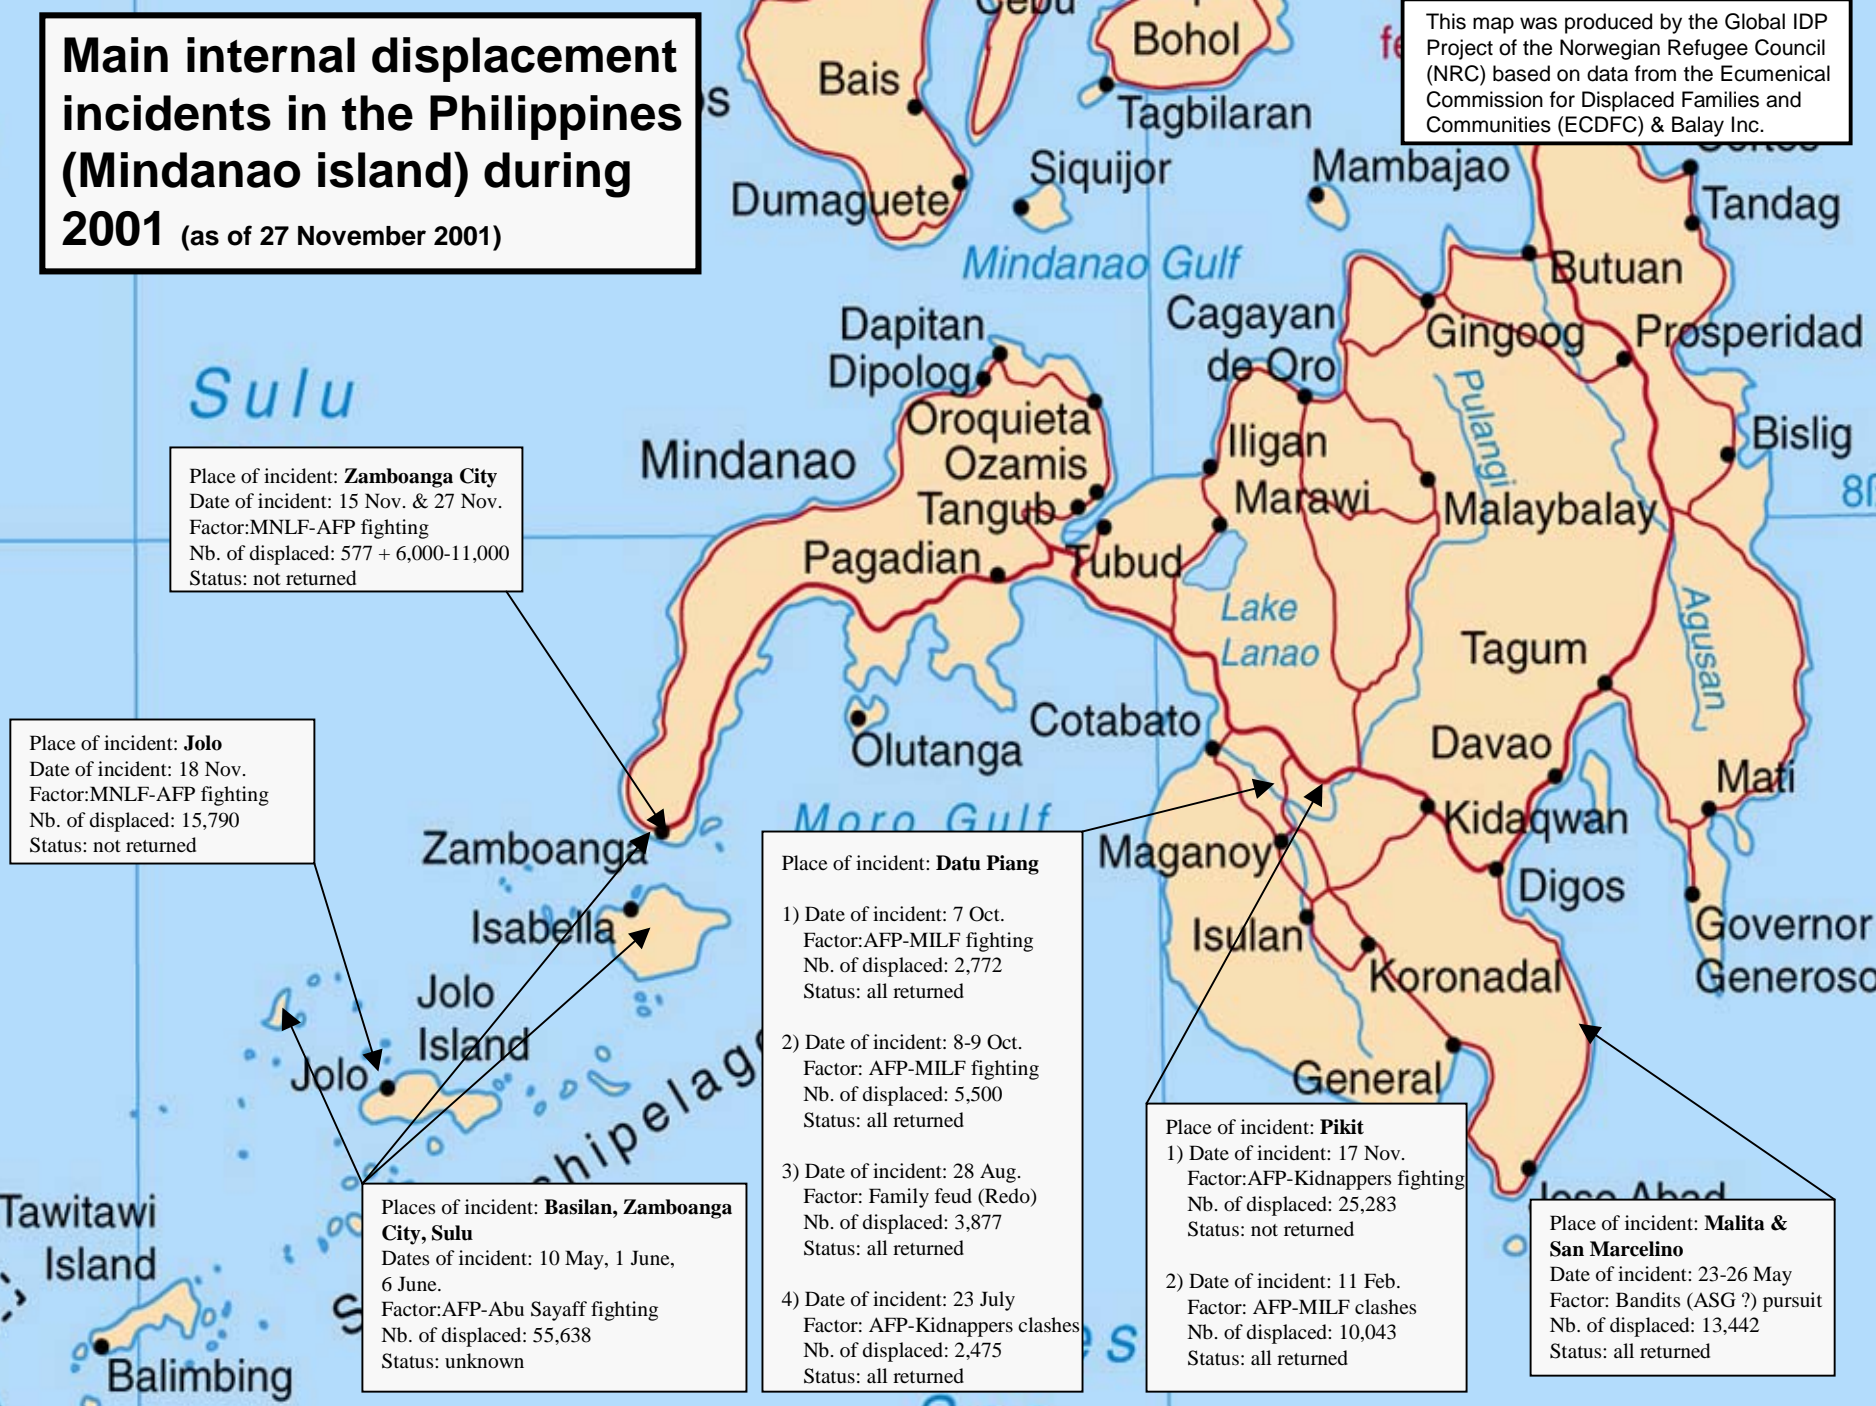 Main internal displacement
incidents in the Philippines
(Mindanao island) during
2001 (as of 27 November 2001)
This map was produced by the Global IDP
Project of the Norwegian Refugee Council
(NRC) based on data from the Ecumenical
Commission for Displaced Families and
Communities (ECDFC) & Balay Inc.
Cebu
Bohol
Bais
Tagbilaran
Siquijor
Dumaguete
Mambajao
Tandag
Mindanao Gulf
Butuan
Dapitan
Dipolog
Cagayan
de Oro
Gingoog
Prosperidad
Sulu
Oroquieta
Ozamis
Tangub
Pagadian
Mindanao
Iligan
Marawi
Pulangi
Malaybalay
Bislig
Tubud
Lake
Lanao
Tagum
Agusan
Cotabato
Olutanga
Davao
Mati
Moro Gulf
Kidaqwan
Maganoy
Digos
Isulan
Koronadal
Governor
Generoso
General
Zamboanga
Isabella
Jolo
Island
Jolo
Tawitawi
Island
Balimbing
Place of incident: Zamboanga City
Date of incident: 15 Nov. & 27 Nov.
Factor:MNLF-AFP fighting
Nb. of displaced: 577 + 6,000-11,000
Status: not returned
Place of incident: Jolo
Date of incident: 18 Nov.
Factor:MNLF-AFP fighting
Nb. of displaced: 15,790
Status: not returned
Places of incident: Basilan, Zamboanga
City, Sulu
Dates of incident: 10 May, 1 June,
6 June.
Factor:AFP-Abu Sayaff fighting
Nb. of displaced: 55,638
Status: unknown
Place of incident: Datu Piang
1) Date of incident: 7 Oct.
Factor:AFP-MILF fighting
Nb. of displaced: 2,772
Status: all returned
2) Date of incident: 8-9 Oct.
Factor: AFP-MILF fighting
Nb. of displaced: 5,500
Status: all returned
3) Date of incident: 28 Aug.
Factor: Family feud (Redo)
Nb. of displaced: 3,877
Status: all returned
4) Date of incident: 23 July
Factor: AFP-Kidnappers clashes
Nb. of displaced: 2,475
Status: all returned
Place of incident: Pikit
1) Date of incident: 17 Nov.
Factor:AFP-Kidnappers fighting
Nb. of displaced: 25,283
Status: not returned
2) Date of incident: 11 Feb.
Factor: AFP-MILF clashes
Nb. of displaced: 10,043
Status: all returned
Place of incident: Malita &
San Marcelino
Date of incident: 23-26 May
Factor: Bandits (ASG ?) pursuit
Nb. of displaced: 13,442
Status: all returned